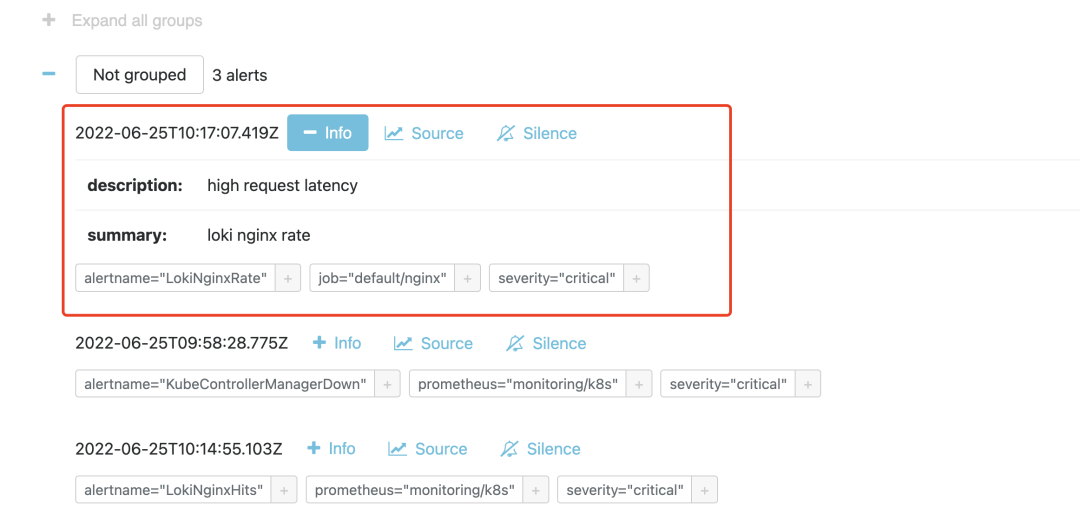 + Expand all groups
− Not grouped 3 alerts
2022-06-25T10:17:07.419Z − Info Source Silence
description: high request latency
summary: loki nginx rate
alertname="LokiNginxRate" + job="default/nginx" + severity="critical" +
2022-06-25T09:58:28.775Z + Info Source Silence
alertname="KubeControllerManagerDown" + prometheus="monitoring/k8s" + severity="critical" +
2022-06-25T10:14:55.103Z + Info Source Silence
alertname="LokiNginxHits" + prometheus="monitoring/k8s" + severity="critical" +